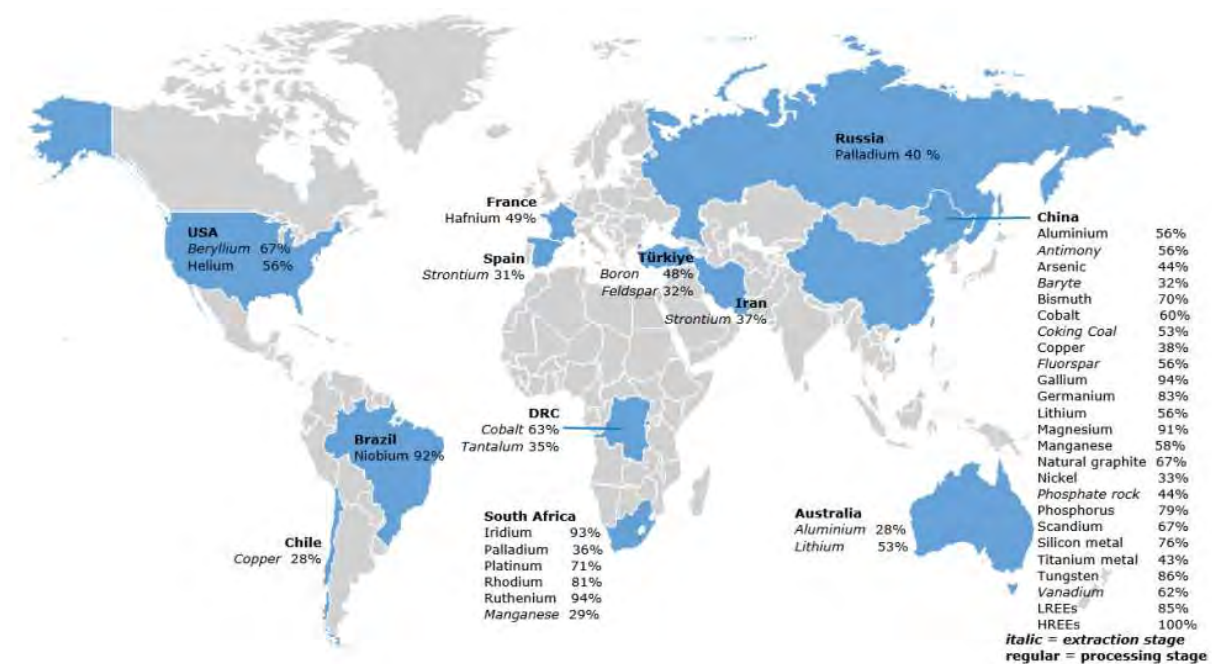 Russia
Palladium 40 %
France
Hafnium 49%
China
Aluminium 56%
Antimony 56%
Arsenic 44%
Baryte 32%
Bismuth 70%
Cobalt 60%
Coking Coal 53%
Copper 38%
Fluorspar 56%
Gallium 94%
Germanium 83%
Lithium 56%
Magnesium 91%
Manganese 58%
Natural graphite 67%
Nickel 33%
Phosphate rock 44%
Phosphorus 79%
Scandium 67%
Silicon metal 76%
Titanium metal 43%
Tungsten 86%
Vanadium 62%
LREEs 85%
HREEs 100%
USA
Beryllium 67%
Helium 56%
Spain
Strontium 31%
Türkiye
Boron 48%
Feldspar 32%
Iran
Strontium 37%
DRC
Cobalt 63%
Tantalum 35%
Brazil
Niobium 92%
South Africa
Iridium 93%
Palladium 36%
Platinum 71%
Rhodium 81%
Ruthenium 94%
Manganese 29%
Australia
Aluminium 28%
Lithium 53%
Chile
Copper 28%
italic = extraction stage
regular = processing stage